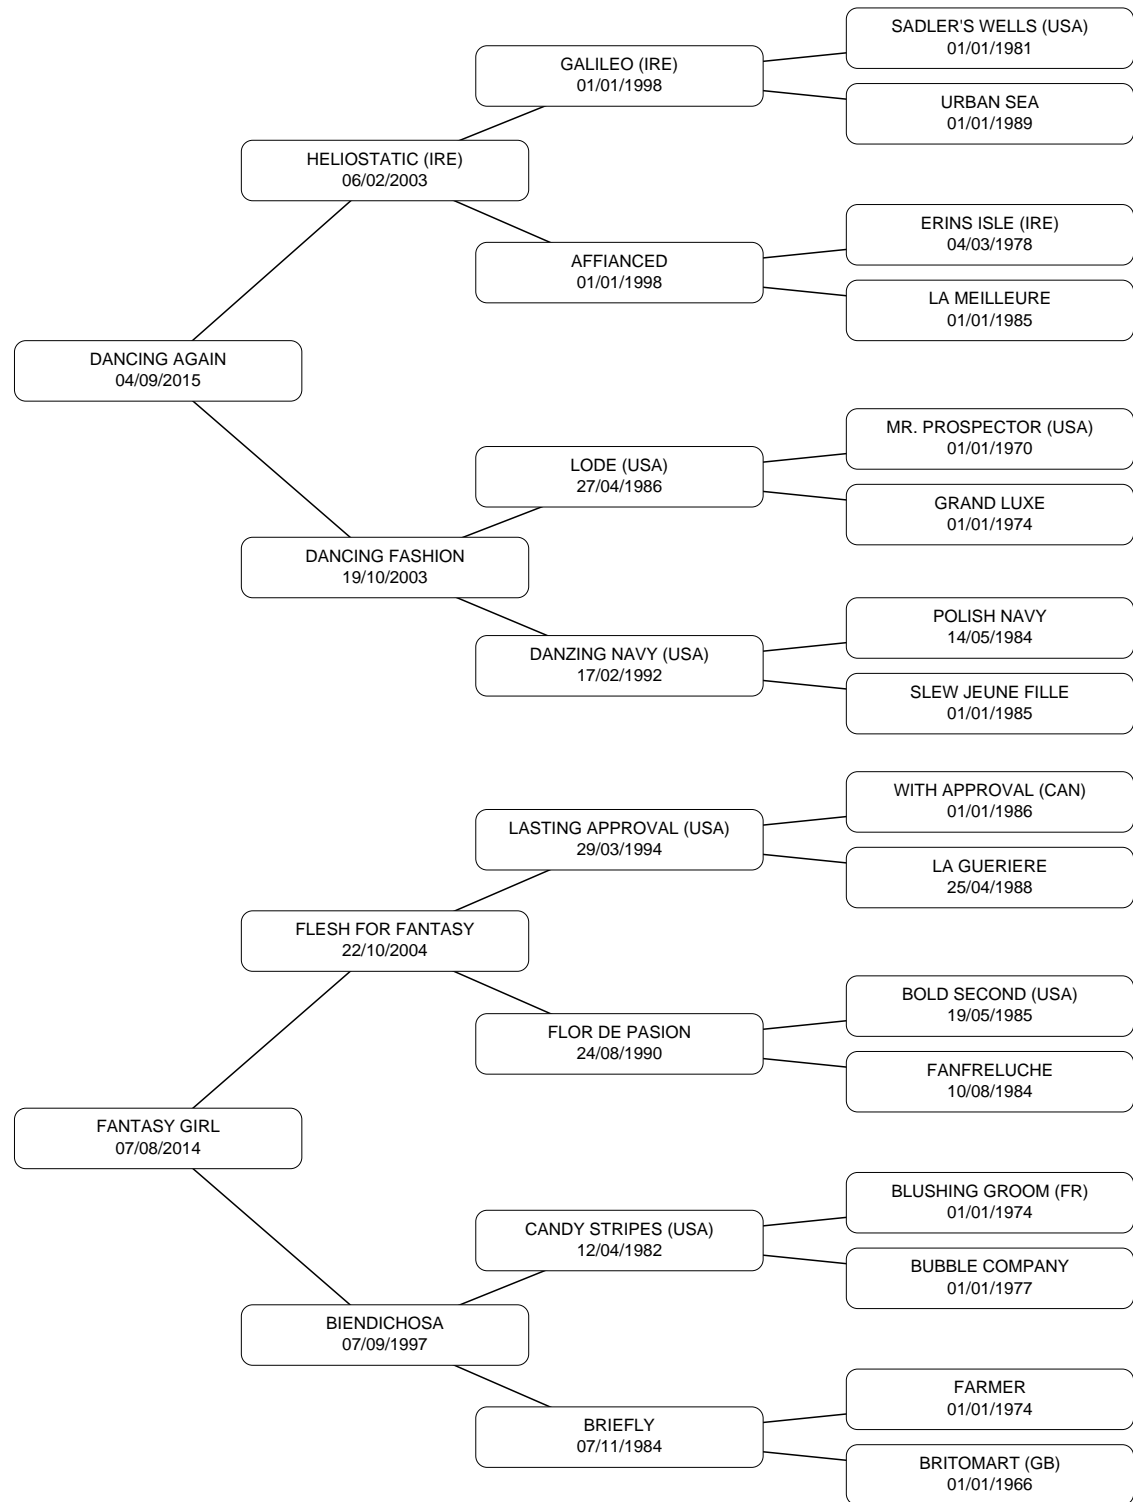 SADLER'S WELLS (USA)
01/01/1981
GALILEO (IRE)
01/01/1998
URBAN SEA
01/01/1989
HELIOSTATIC (IRE)
06/02/2003
ERINS ISLE (IRE)
04/03/1978
AFFIANCED
01/01/1998
LA MEILLEURE
01/01/1985
DANCING AGAIN
04/09/2015
MR. PROSPECTOR (USA)
01/01/1970
LODE (USA)
27/04/1986
GRAND LUXE
01/01/1974
DANCING FASHION
19/10/2003
POLISH NAVY
14/05/1984
DANZING NAVY (USA)
17/02/1992
SLEW JEUNE FILLE
01/01/1985
WITH APPROVAL (CAN)
01/01/1986
LASTING APPROVAL (USA)
29/03/1994
LA GUERIERE
25/04/1988
FLESH FOR FANTASY
22/10/2004
BOLD SECOND (USA)
19/05/1985
FLOR DE PASION
24/08/1990
FANFRELUCHE
10/08/1984
FANTASY GIRL
07/08/2014
BLUSHING GROOM (FR)
01/01/1974
CANDY STRIPES (USA)
12/04/1982
BUBBLE COMPANY
01/01/1977
BIENDICHOSA
07/09/1997
FARMER
01/01/1974
BRIEFLY
07/11/1984
BRITOMART (GB)
01/01/1966